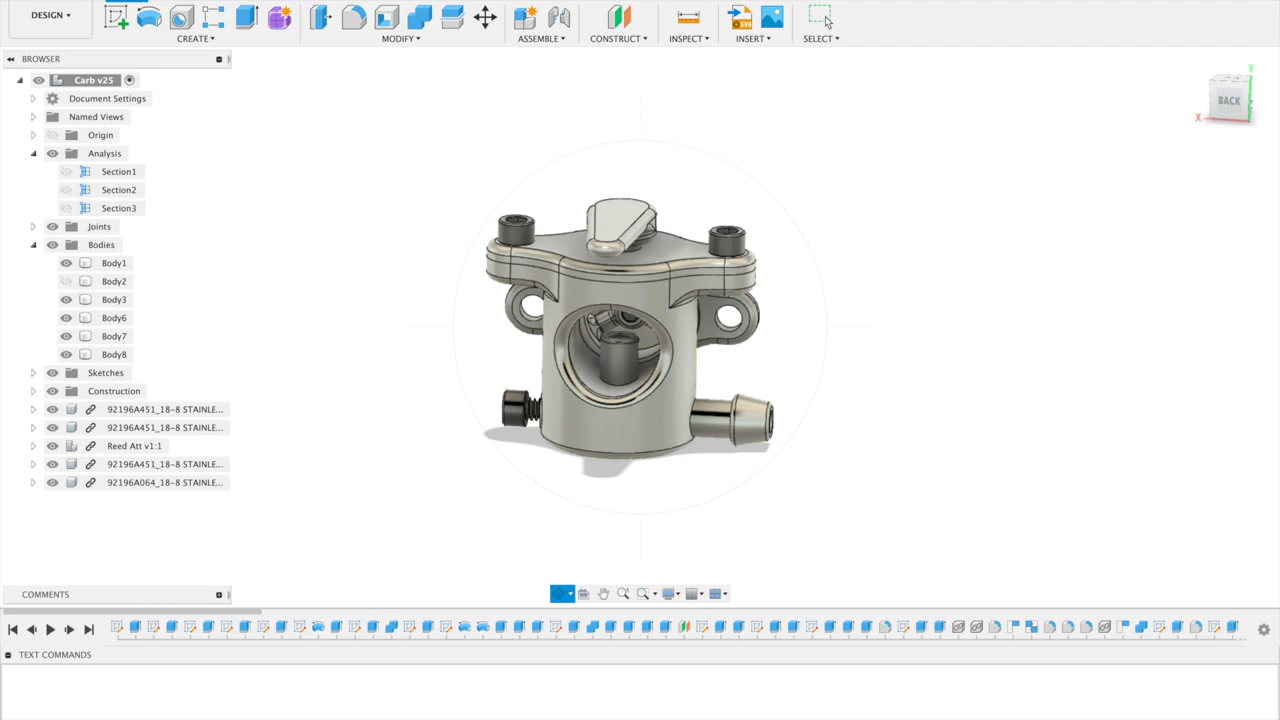 DESIGN ▾
CREATE ▾
MODIFY ▾
ASSEMBLE ▾
CONSTRUCT ▾
INSPECT ▾
INSERT ▾
SELECT ▾
SVG
BROWSER
Carb v25
Document Settings
Named Views
Origin
Analysis
Section1
Section2
Section3
Joints
Bodies
Body1
Body2
Body3
Body6
Body7
Body8
Sketches
Construction
92196A451_18-8 STAINLE...
92196A451_18-8 STAINLE...
Reed Att v1:1
92196A451_18-8 STAINLE...
92196A064_18-8 STAINLE...
Y
BACK
Z
X
COMMENTS
TEXT COMMANDS